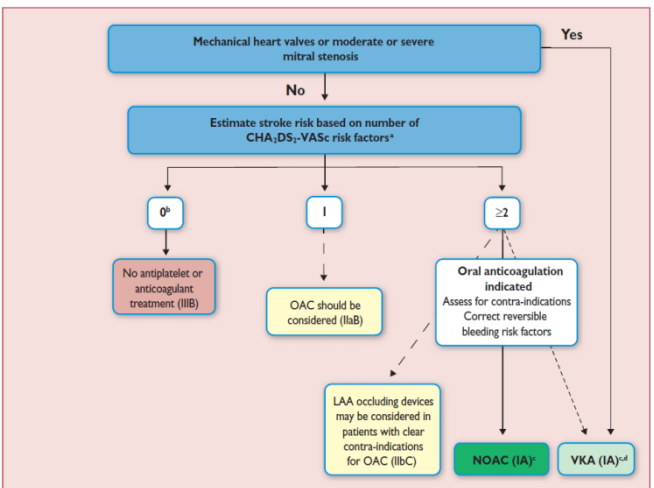 Mechanical heart valves or moderate or severe
mitral stenosis
Yes
No
Estimate stroke risk based on number of
CHA₂DS₂-VASc risk factorsᵃ
0ᵇ
1
≥2
No antiplatelet or
anticoagulant
treatment (IIIB)
OAC should be
considered (IIaB)
Oral anticoagulation
indicated
Assess for contra-indications
Correct reversible
bleeding risk factors
LAA occluding devices
may be considered in
patients with clear
contra-indications
for OAC (IIbC)
NOAC (IA)ᶜ
VKA (IA)ᶜ,ᵈ